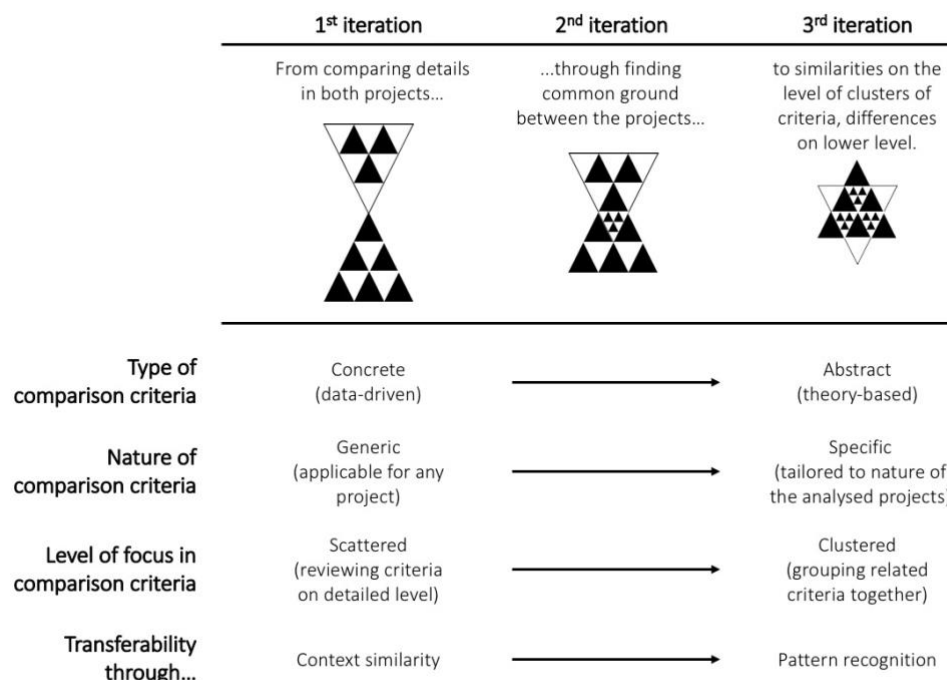 1st iteration
2nd iteration
3rd iteration
From comparing details
in both projects...
...through finding
common ground
between the projects...
to similarities on the
level of clusters of
criteria, differences
on lower level.
Type of
comparison criteria
Concrete
(data-driven)
Abstract
(theory-based)
Nature of
comparison criteria
Generic
(applicable for any
project)
Specific
(tailored to nature of
the analysed projects)
Level of focus in
comparison criteria
Scattered
(reviewing criteria
on detailed level)
Clustered
(grouping related
criteria together)
Transferability
through...
Context similarity
Pattern recognition